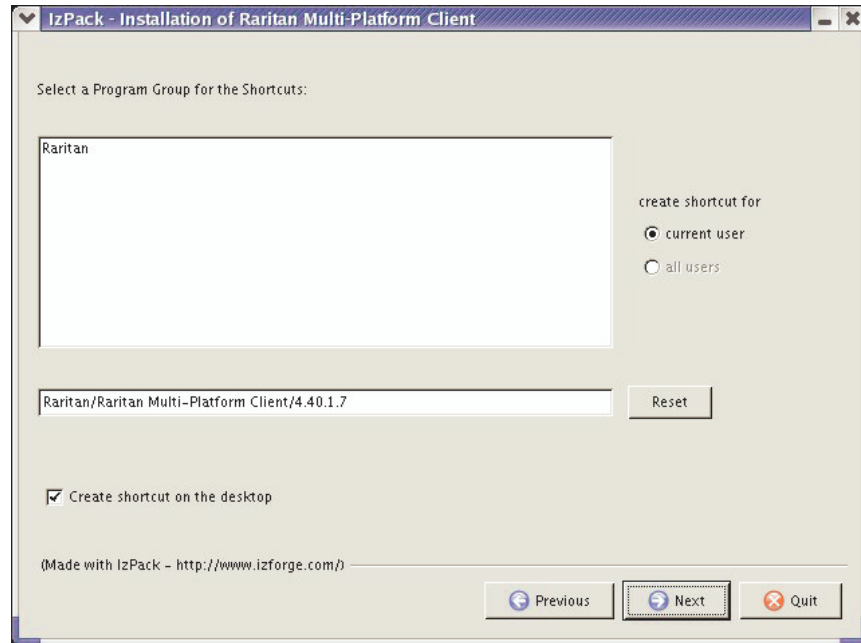 IzPack - Installation of Raritan Multi-Platform Client
Select a Program Group for the Shortcuts:
Raritan
create shortcut for
current user
all users
Raritan/Raritan Multi-Platform Client/4.40.1.7
Reset
Create shortcut on the desktop
(Made with IzPack - http://www.izforge.com/)
Previous
Next
Quit